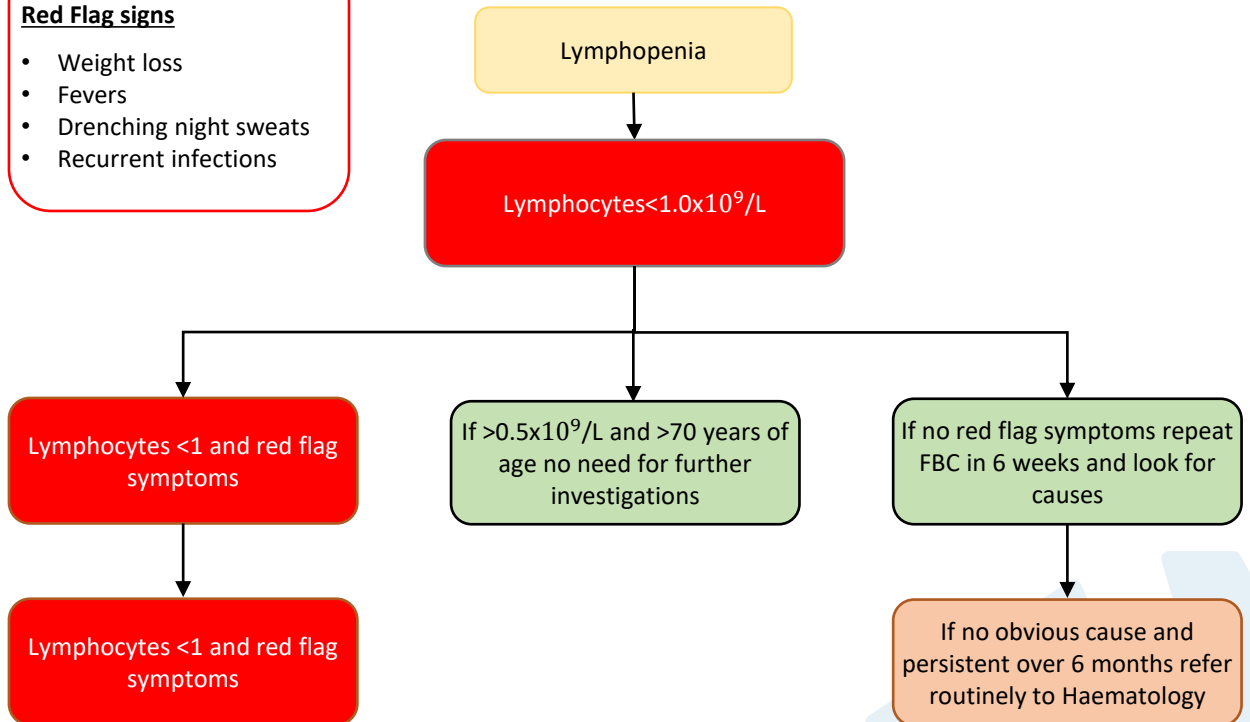 Red Flag signs
• Weight loss
• Fevers
• Drenching night sweats
• Recurrent infections
Lymphopenia
Lymphocytes<1.0x10⁹/L
Lymphocytes <1 and red flag
symptoms
If >0.5x10⁹/L and >70 years of
age no need for further
investigations
If no red flag symptoms repeat
FBC in 6 weeks and look for
causes
Lymphocytes <1 and red flag
symptoms
If no obvious cause and
persistent over 6 months refer
routinely to Haematology